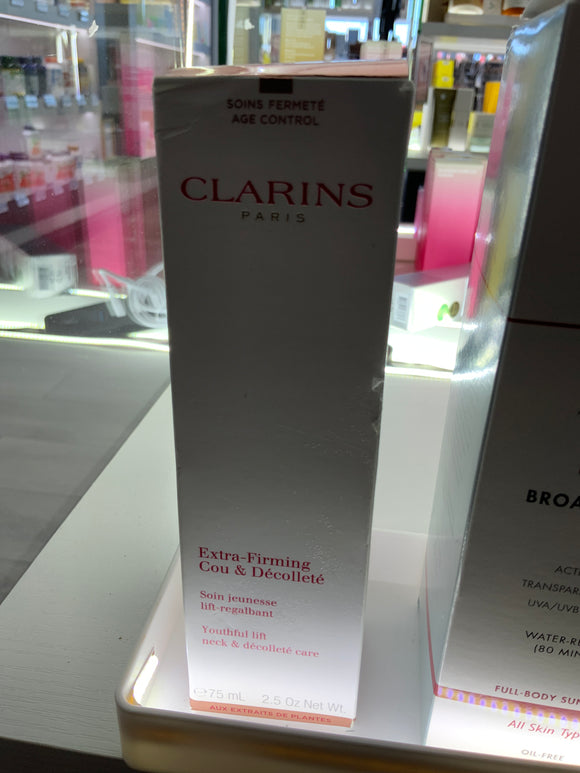 SOINS FERMETÉ
AGE CONTROL
CLARINS
PARIS
Extra-Firming
Cou & Décolleté
Soin jeunesse
lift-regalbant
Youthful lift
neck & décolleté care
℮75 mL 2.5 Oz Net Wt.
AUX EXTRAITS DE PLANTES
BROA
ACT
TRANSPAR
UVA/UVB
WATER-RE
(80 MIN
FULL-BODY SUN
All Skin Typ
OIL-FREE